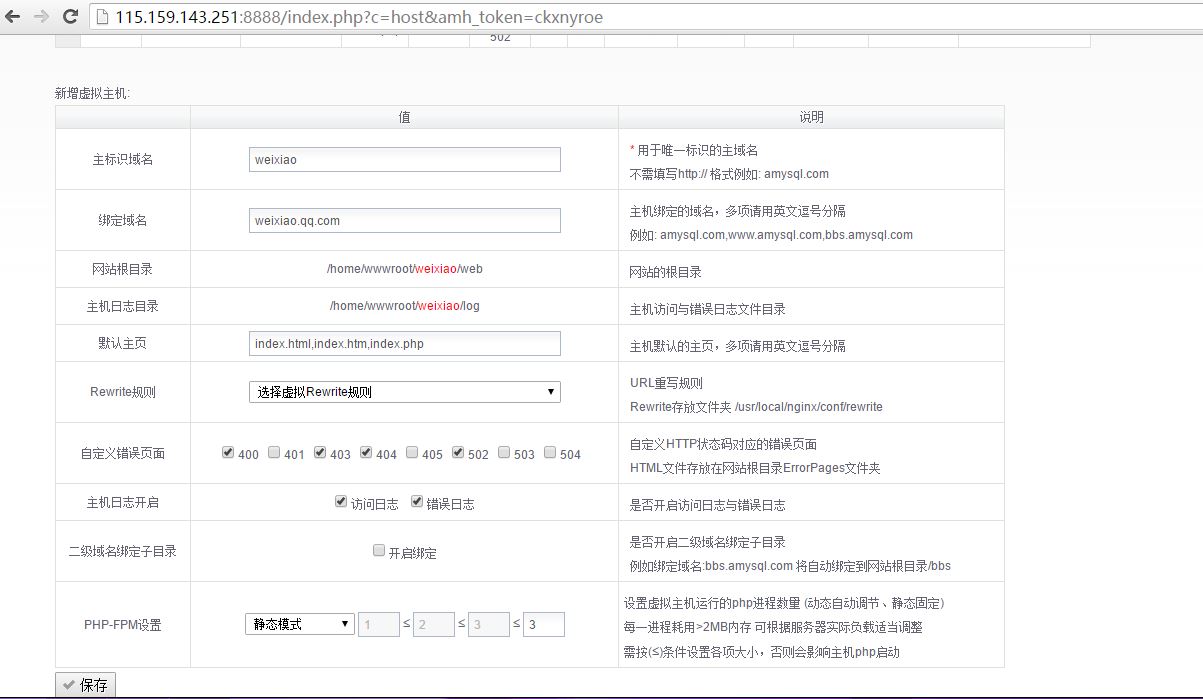 115.159.143.251:8888/index.php?c=host&amh_token=ckxnyroe
502
新增虚拟主机:
值 说明
主标识域名 weixiao * 用于唯一标识的主域名
不需填写http:// 格式例如: amysql.com
绑定域名 weixiao.qq.com 主机绑定的域名，多项请用英文逗号分隔
例如: amysql.com,www.amysql.com,bbs.amysql.com
网站根目录 /home/wwwroot/weixiao/web 网站的根目录
主机日志目录 /home/wwwroot/weixiao/log 主机访问与错误日志文件目录
默认主页 index.html,index.htm,index.php 主机默认的主页，多项请用英文逗号分隔
Rewrite规则 选择虚拟Rewrite规则 URL重写规则
Rewrite存放文件夹 /usr/local/nginx/conf/rewrite
自定义错误页面 400 401 403 404 405 502 503 504 自定义HTTP状态码对应的错误页面
HTML文件存放在网站根目录ErrorPages文件夹
主机日志开启 访问日志 错误日志 是否开启访问日志与错误日志
二级域名绑定子目录 开启绑定 是否开启二级域名绑定子目录
例如绑定域名:bbs.amysql.com 将自动绑定到网站根目录/bbs
PHP-FPM设置 静态模式 1 ≤ 2 ≤ 3 ≤ 3 设置虚拟主机运行的php进程数量 (动态自动调节、静态固定)
每一进程耗用>2MB内存 可根据服务器实际负载适当调整
需按(≤)条件设置各项大小，否则会影响主机php启动
保存